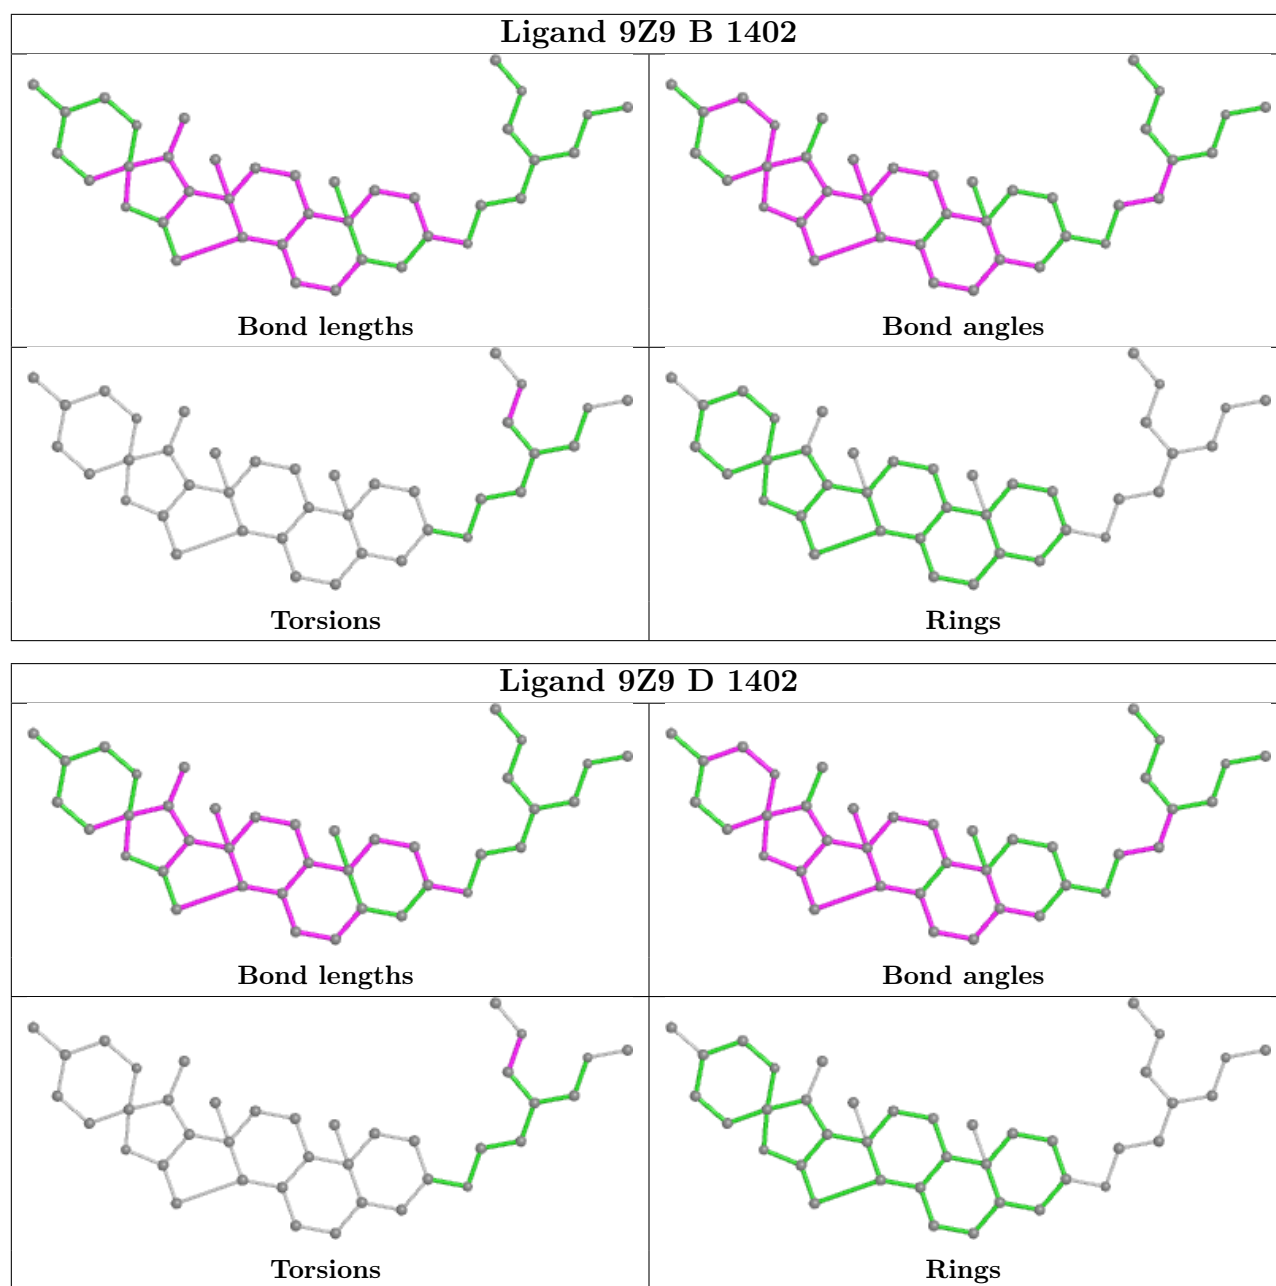 Ligand 9Z9 B 1402
Bond lengths
Bond angles
Torsions
Rings
Ligand 9Z9 D 1402
Bond lengths
Bond angles
Torsions
Rings